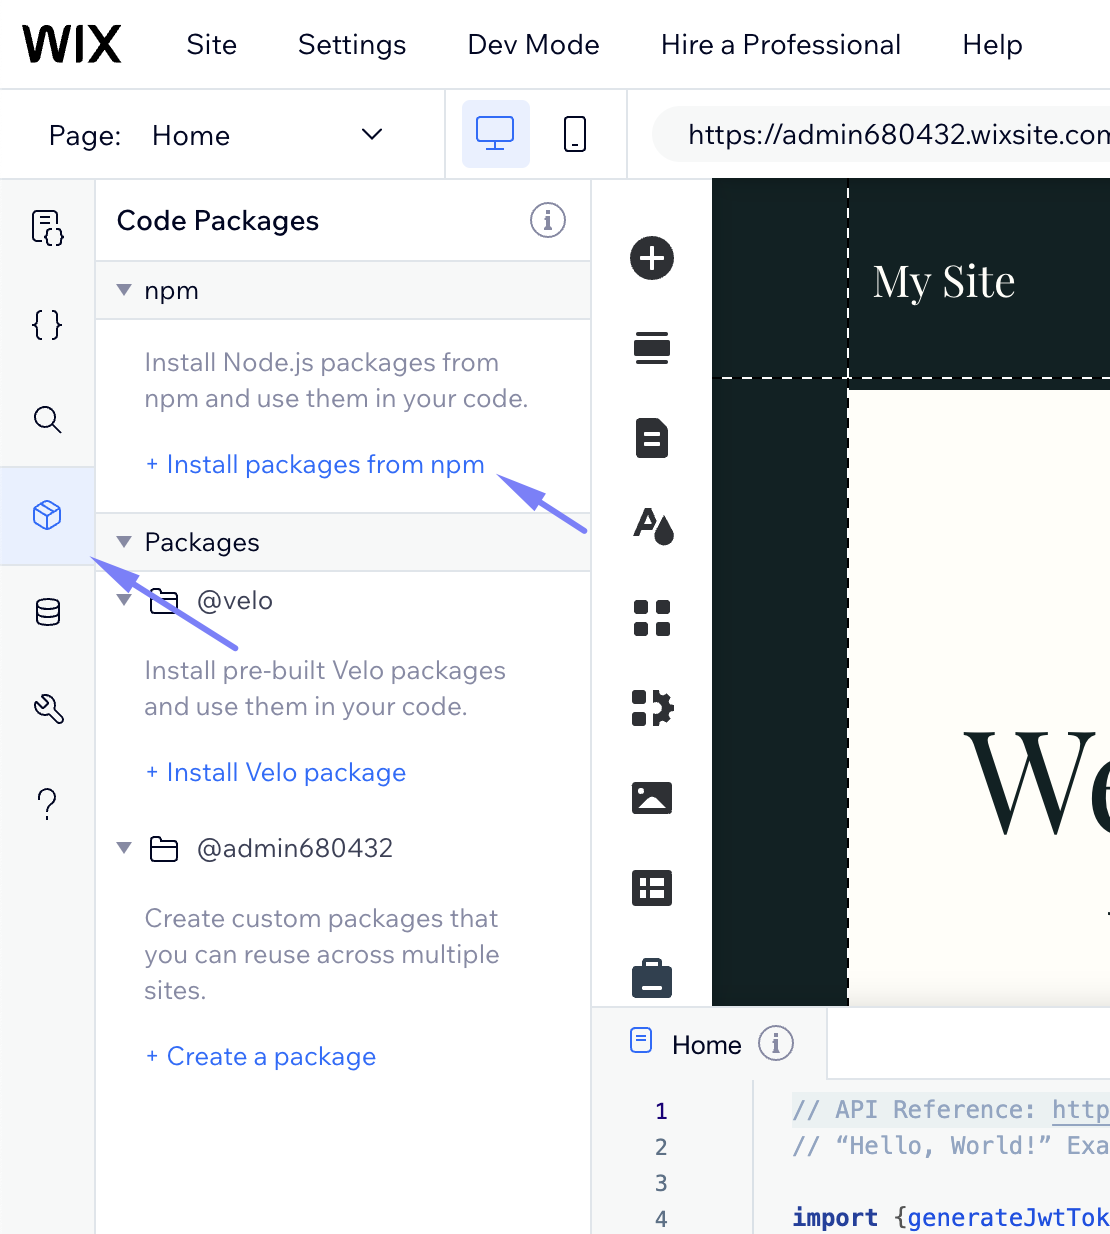 WIX Site Settings Dev Mode Hire a Professional Help
Page: Home https://admin680432.wixsite.com
Code Packages
npm
Install Node.js packages from
npm and use them in your code.
+ Install packages from npm
Packages
@velo
Install pre-built Velo packages
and use them in your code.
+ Install Velo package
@admin680432
Create custom packages that
you can reuse across multiple
sites.
+ Create a package
My Site
We
Home
1 // API Reference: http
2 // “Hello, World!” Exa
3
4 import {generateJwtTok